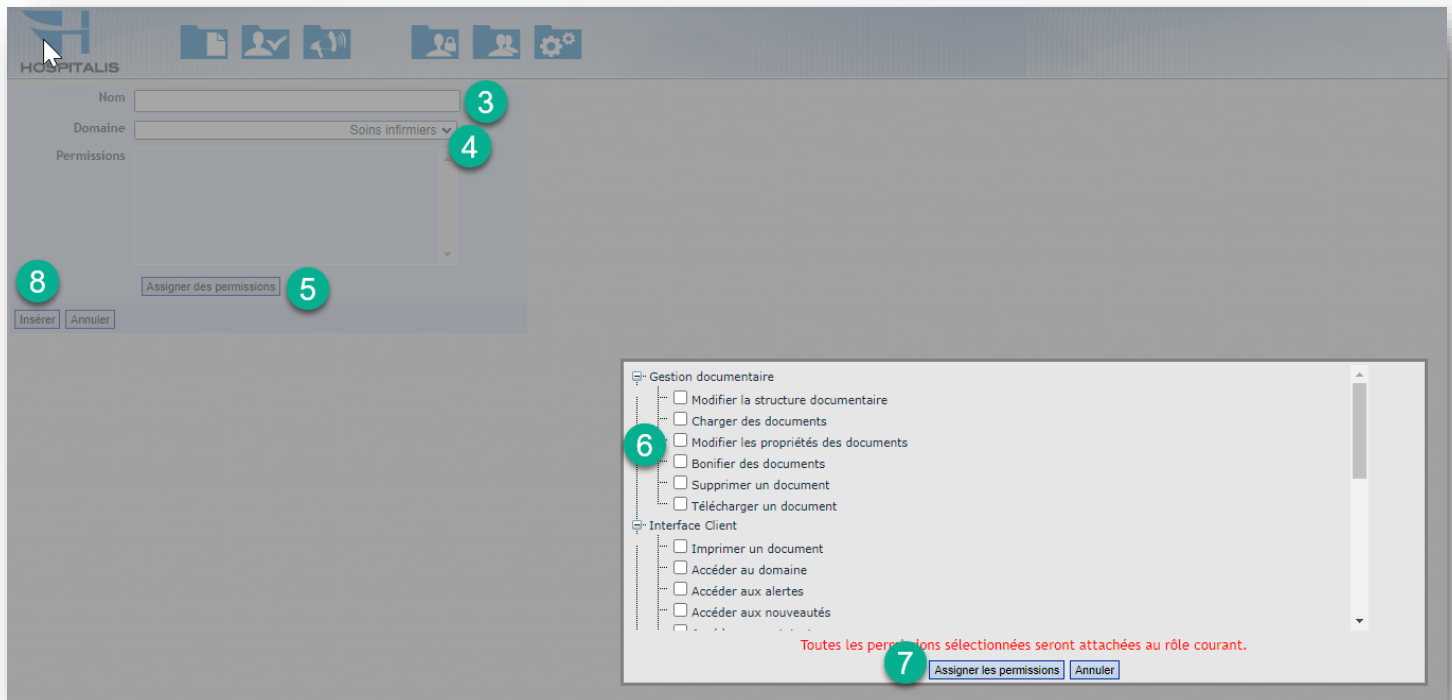 HOSPITALIS
Nom
3
Domaine
Soins infirmiers
4
Permissions
Assigner des permissions
5
8
Insérer
Annuler
Gestion documentaire
Modifier la structure documentaire
Charger des documents
6
Modifier les propriétés des documents
Bonifier des documents
Supprimer un document
Télécharger un document
Interface Client
Imprimer un document
Accéder au domaine
Accéder aux alertes
Accéder aux nouveautés
Toutes les permissions sélectionnées seront attachées au rôle courant.
7
Assigner les permissions
Annuler